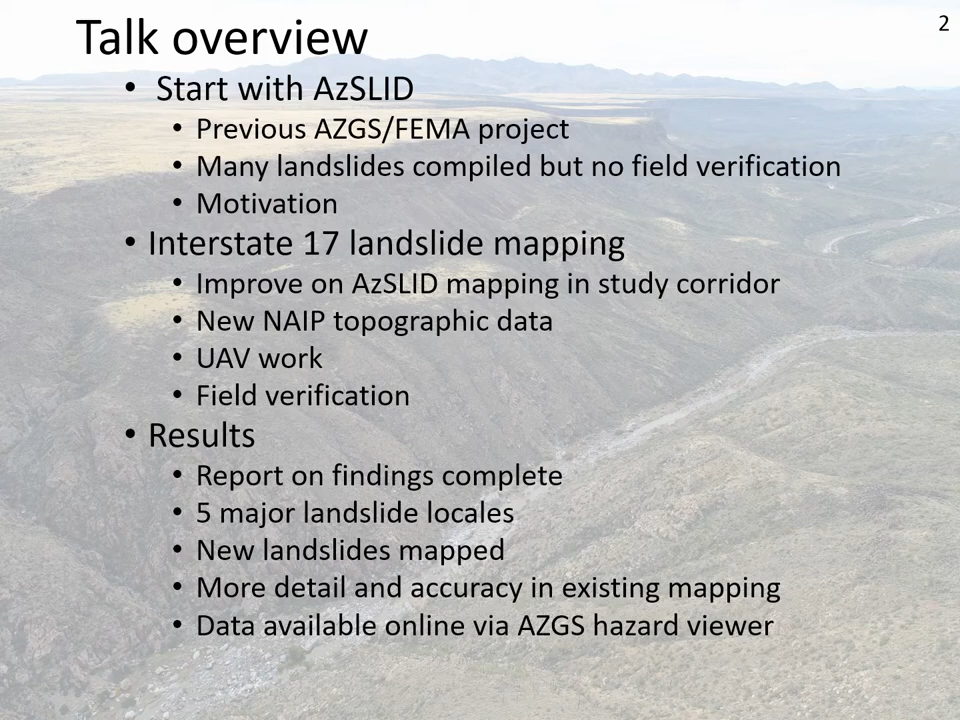 Talk overview
2
• Start with AzSLID
• Previous AZGS/FEMA project
• Many landslides compiled but no field verification
• Motivation
• Interstate 17 landslide mapping
• Improve on AzSLID mapping in study corridor
• New NAIP topographic data
• UAV work
• Field verification
• Results
• Report on findings complete
• 5 major landslide locales
• New landslides mapped
• More detail and accuracy in existing mapping
• Data available online via AZGS hazard viewer